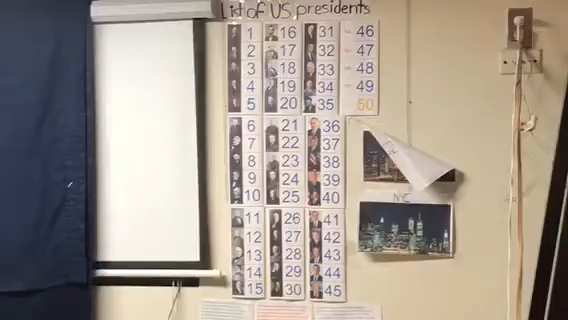 List of US presidents
1 16 31 46
2 17 32 47
3 18 33 48
4 19 34 49
5 20 35 50
6 21 36
7 22 37
8 23 38
9 24 39
10 25 40
11 26 41
12 27 42
13 28 43
14 29 44
15 30 45
NYC